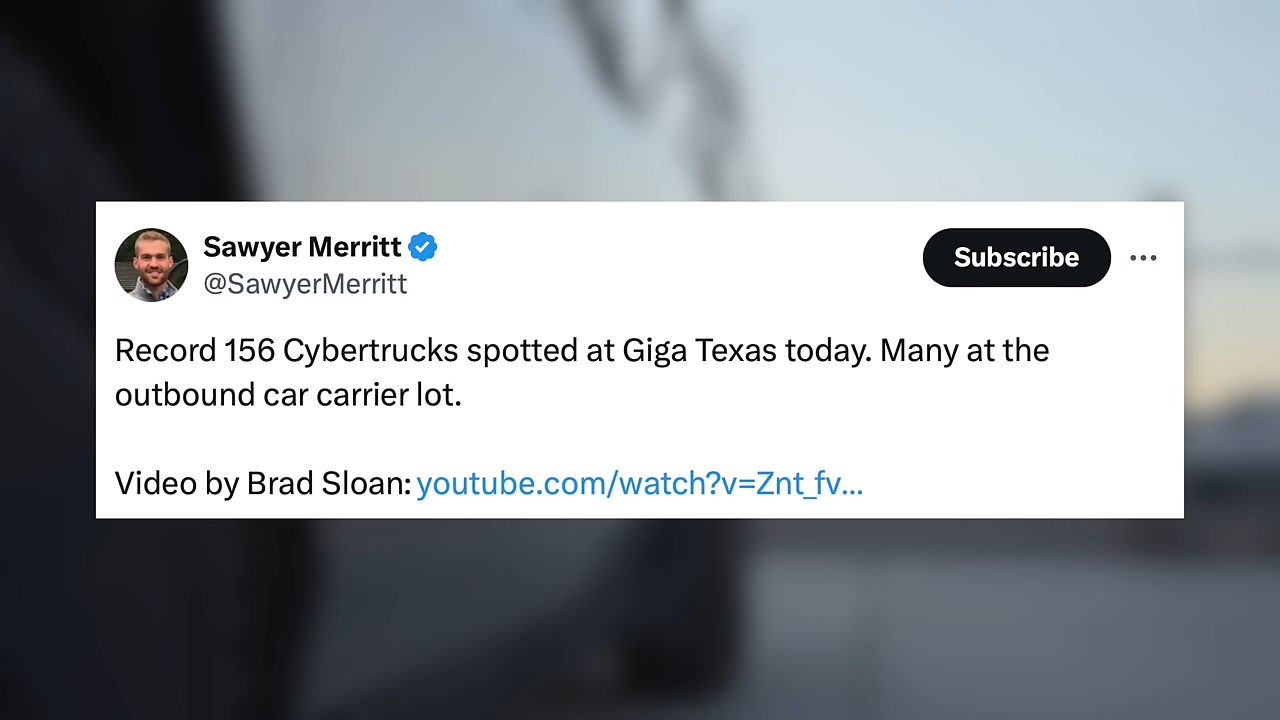 Sawyer Merritt
@SawyerMerritt
Subscribe
Record 156 Cybertrucks spotted at Giga Texas today. Many at the
outbound car carrier lot.
Video by Brad Sloan: youtube.com/watch?v=Znt_fv...